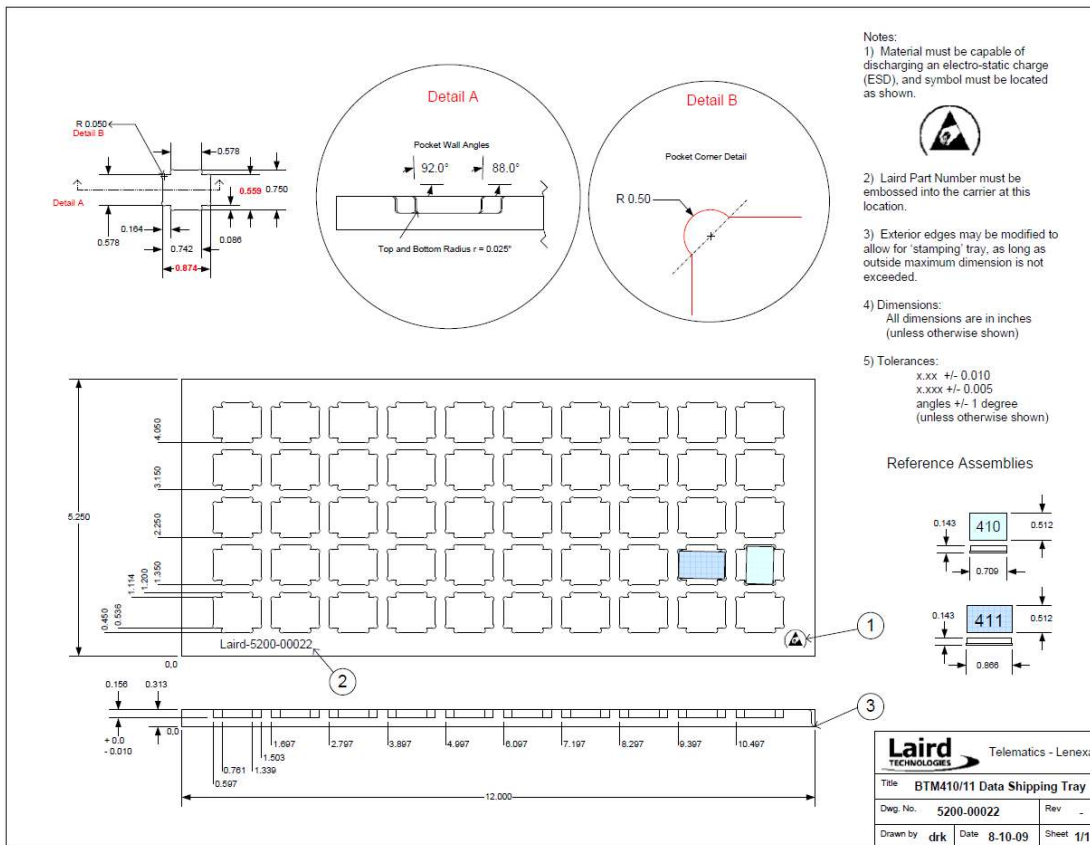 Notes:
1) Material must be capable of
discharging an electro-static charge
(ESD), and symbol must be located
as shown.
2) Laird Part Number must be
embossed into the carrier at this
location.
3) Exterior edges may be modified to
allow for 'stamping' tray, as long as
outside maximum dimension is not
exceeded.
4) Dimensions:
All dimensions are in inches
(unless otherwise shown)
5) Tolerances:
x.xx +/- 0.010
x.xxx +/- 0.005
angles +/- 1 degree
(unless otherwise shown)
R 0.050
Detail B
0.578
0.559
0.750
Detail A
0.578
0.164
0.742
0.086
0.874
Detail A
Pocket Wall Angles
92.0°
88.0°
Top and Bottom Radius r = 0.025"
Detail B
Pocket Corner Detail
R 0.50
5.250
4.050
3.150
2.250
1.350
1.200
1.114
0.536
0.450
0,0
Laird-5200-00022
1
2
Reference Assemblies
0.143
410
0.512
0.709
0.143
411
0.512
0.866
0.156
0.313
0,0
+ 0.0
- 0.010
3
1.697
2.797
3.897
4.997
6.097
7.197
8.297
9.397
10.497
1.503
1.339
0.761
0.597
12.000
Laird
TECHNOLOGIES
Telematics - Lenexa
Title BTM410/11 Data Shipping Tray
Dwg. No. 5200-00022 Rev -
Drawn by drk Date 8-10-09 Sheet 1/1